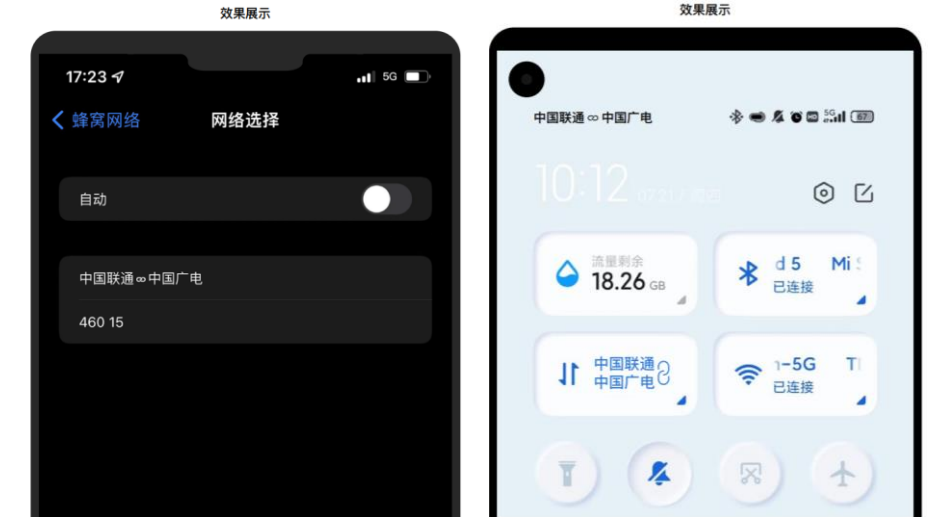 效果展示
17:23
5G
蜂窝网络
网络选择
自动
中国联通∞中国广电
460 15
效果展示
中国联通∞中国广电
5G
67
10:12
流量剩余
18.26 GB
d 5 Mi
已连接
中国联通
中国广电
-5G
已连接